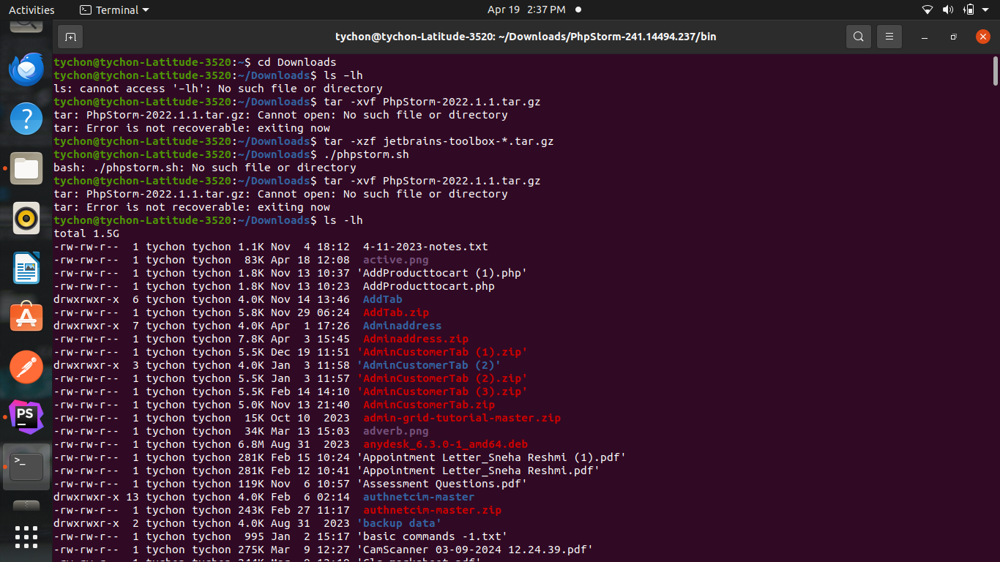 Activities Terminal Apr 19 2:37 PM
tychon@tychon-Latitude-3520: ~/Downloads/PhpStorm-241.14494.237/bin
tychon@tychon-Latitude-3520:~$ cd Downloads
tychon@tychon-Latitude-3520:~/Downloads$ ls –lh
ls: cannot access '–lh': No such file or directory
tychon@tychon-Latitude-3520:~/Downloads$ tar -xvf PhpStorm-2022.1.1.tar.gz
tar: PhpStorm-2022.1.1.tar.gz: Cannot open: No such file or directory
tar: Error is not recoverable: exiting now
tychon@tychon-Latitude-3520:~/Downloads$ tar -xzf jetbrains-toolbox-*.tar.gz
tychon@tychon-Latitude-3520:~/Downloads$ ./phpstorm.sh
bash: ./phpstorm.sh: No such file or directory
tychon@tychon-Latitude-3520:~/Downloads$ tar -xvf PhpStorm-2022.1.1.tar.gz
tar: PhpStorm-2022.1.1.tar.gz: Cannot open: No such file or directory
tar: Error is not recoverable: exiting now
tychon@tychon-Latitude-3520:~/Downloads$ ls -lh
total 1.5G
-rw-rw-r--  1 tychon tychon 1.1K Nov  4 18:12  4-11-2023-notes.txt
-rw-rw-r--  1 tychon tychon  83K Apr 18 12:08  active.png
-rw-rw-r--  1 tychon tychon 1.8K Nov 13 10:37 'AddProducttocart (1).php'
-rw-rw-r--  1 tychon tychon 1.8K Nov 13 10:23  AddProducttocart.php
drwxrwxr-x  6 tychon tychon 4.0K Nov 14 13:46  AddTab
-rw-rw-r--  1 tychon tychon 5.8K Nov 29 06:24  AddTab.zip
drwxrwxr-x  7 tychon tychon 4.0K Apr  1 17:26  Adminaddress
-rw-rw-r--  1 tychon tychon 7.8K Apr  3 15:45  Adminaddress.zip
-rw-rw-r--  1 tychon tychon 5.5K Dec 19 11:51 'AdminCustomerTab (1).zip'
drwxrwxr-x  3 tychon tychon 4.0K Jan  3 11:58 'AdminCustomerTab (2)'
-rw-rw-r--  1 tychon tychon 5.5K Jan  3 11:57 'AdminCustomerTab (2).zip'
-rw-rw-r--  1 tychon tychon 5.5K Feb 14 14:10 'AdminCustomerTab (3).zip'
-rw-rw-r--  1 tychon tychon 5.0K Nov 13 21:40  AdminCustomerTab.zip
-rw-rw-r--  1 tychon tychon  15K Oct 10  2023  admin-grid-tutorial-master.zip
-rw-rw-r--  1 tychon tychon  34K Mar 13 15:03  adverb.png
-rw-rw-r--  1 tychon tychon 6.8M Aug 31  2023  anydesk_6.3.0-1_amd64.deb
-rw-rw-r--  1 tychon tychon 281K Feb 15 10:24 'Appointment Letter_Sneha Reshmi (1).pdf'
-rw-rw-r--  1 tychon tychon 281K Feb 12 10:41 'Appointment Letter_Sneha Reshmi.pdf'
-rw-rw-r--  1 tychon tychon 119K Nov  6 10:57 'Assessment Questions.pdf'
drwxrwxr-x 13 tychon tychon 4.0K Feb  6 02:14  authnetcim-master
-rw-rw-r--  1 tychon tychon 243K Feb 27 11:17  authnetcim-master.zip
drwxrwxr-x  2 tychon tychon 4.0K Aug 31  2023 'backup data'
-rw-rw-r--  1 tychon tychon  995 Jan  2 15:17 'basic commands -1.txt'
-rw-rw-r--  1 tychon tychon 275K Mar  9 12:27 'CamScanner 03-09-2024 12.24.39.pdf'
PS